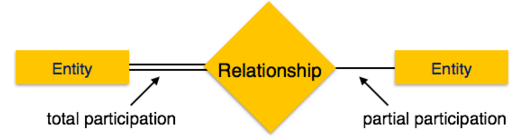 Entity
Relationship
Entity
total participation
partial participation